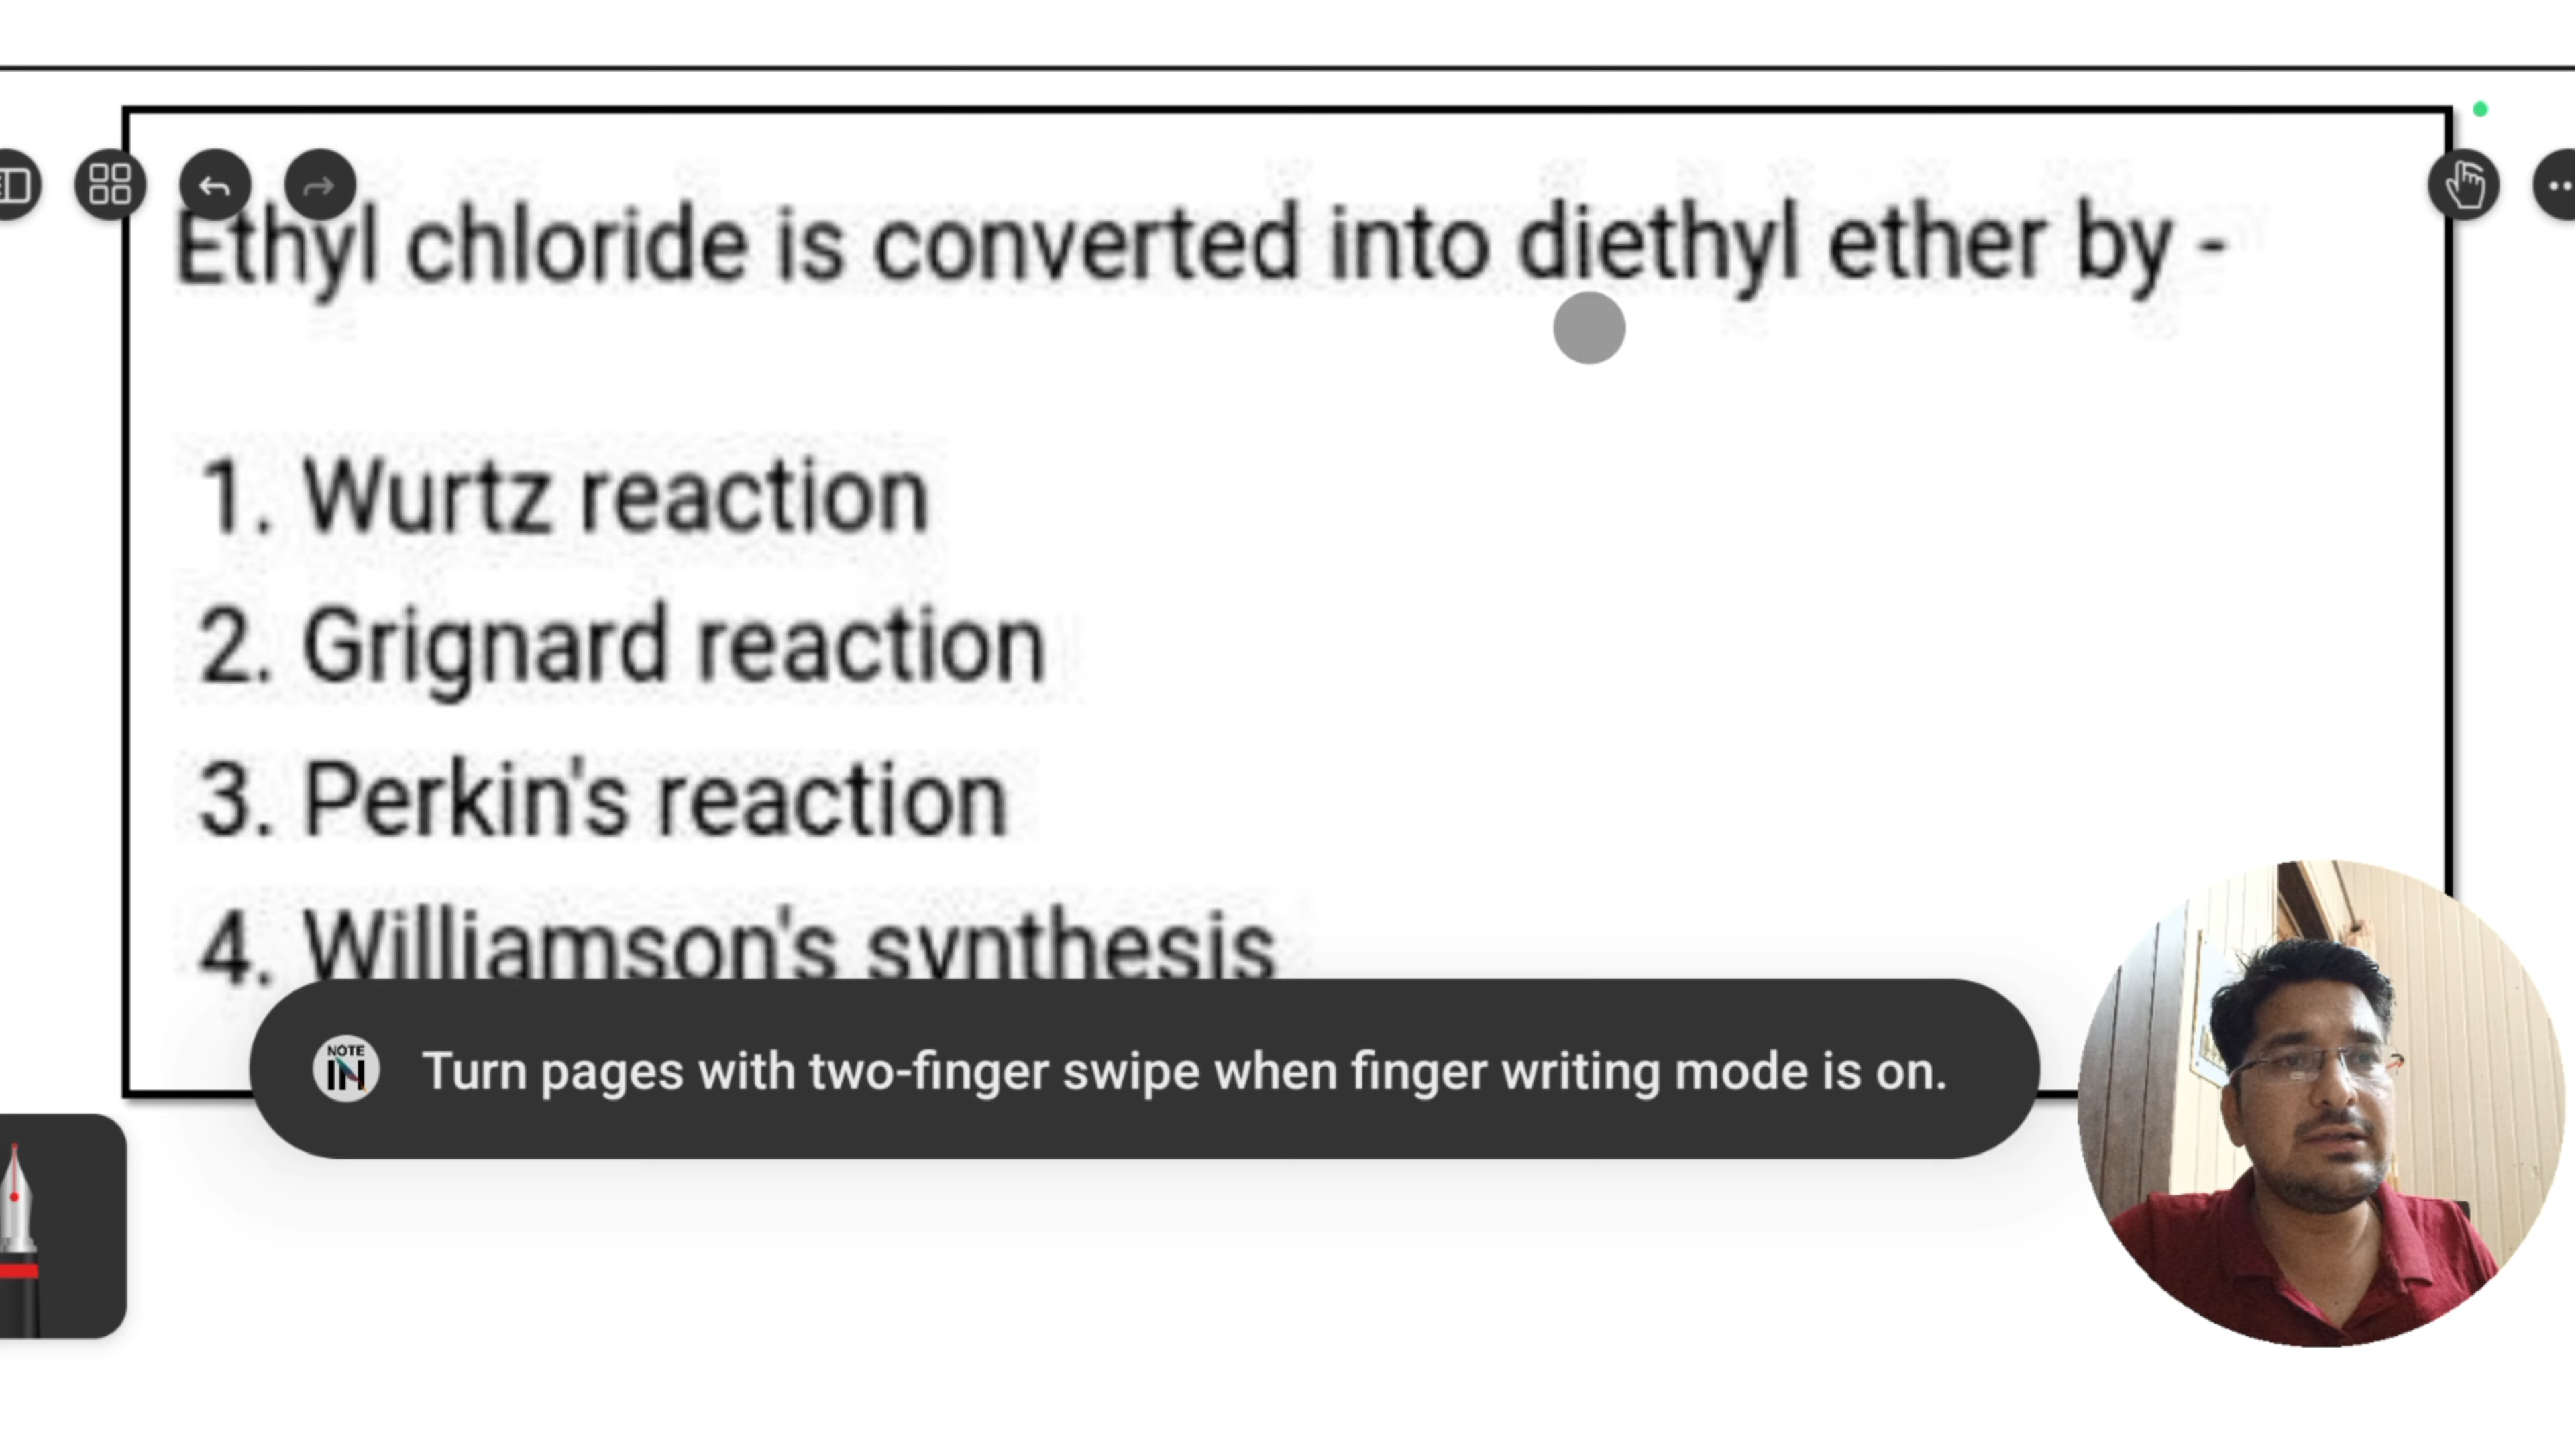 Ethyl chloride is converted into diethyl ether by -
1. Wurtz reaction
2. Grignard reaction
3. Perkin's reaction
4. Williamson's synthesis
NOTE
IN
Turn pages with two-finger swipe when finger writing mode is on.